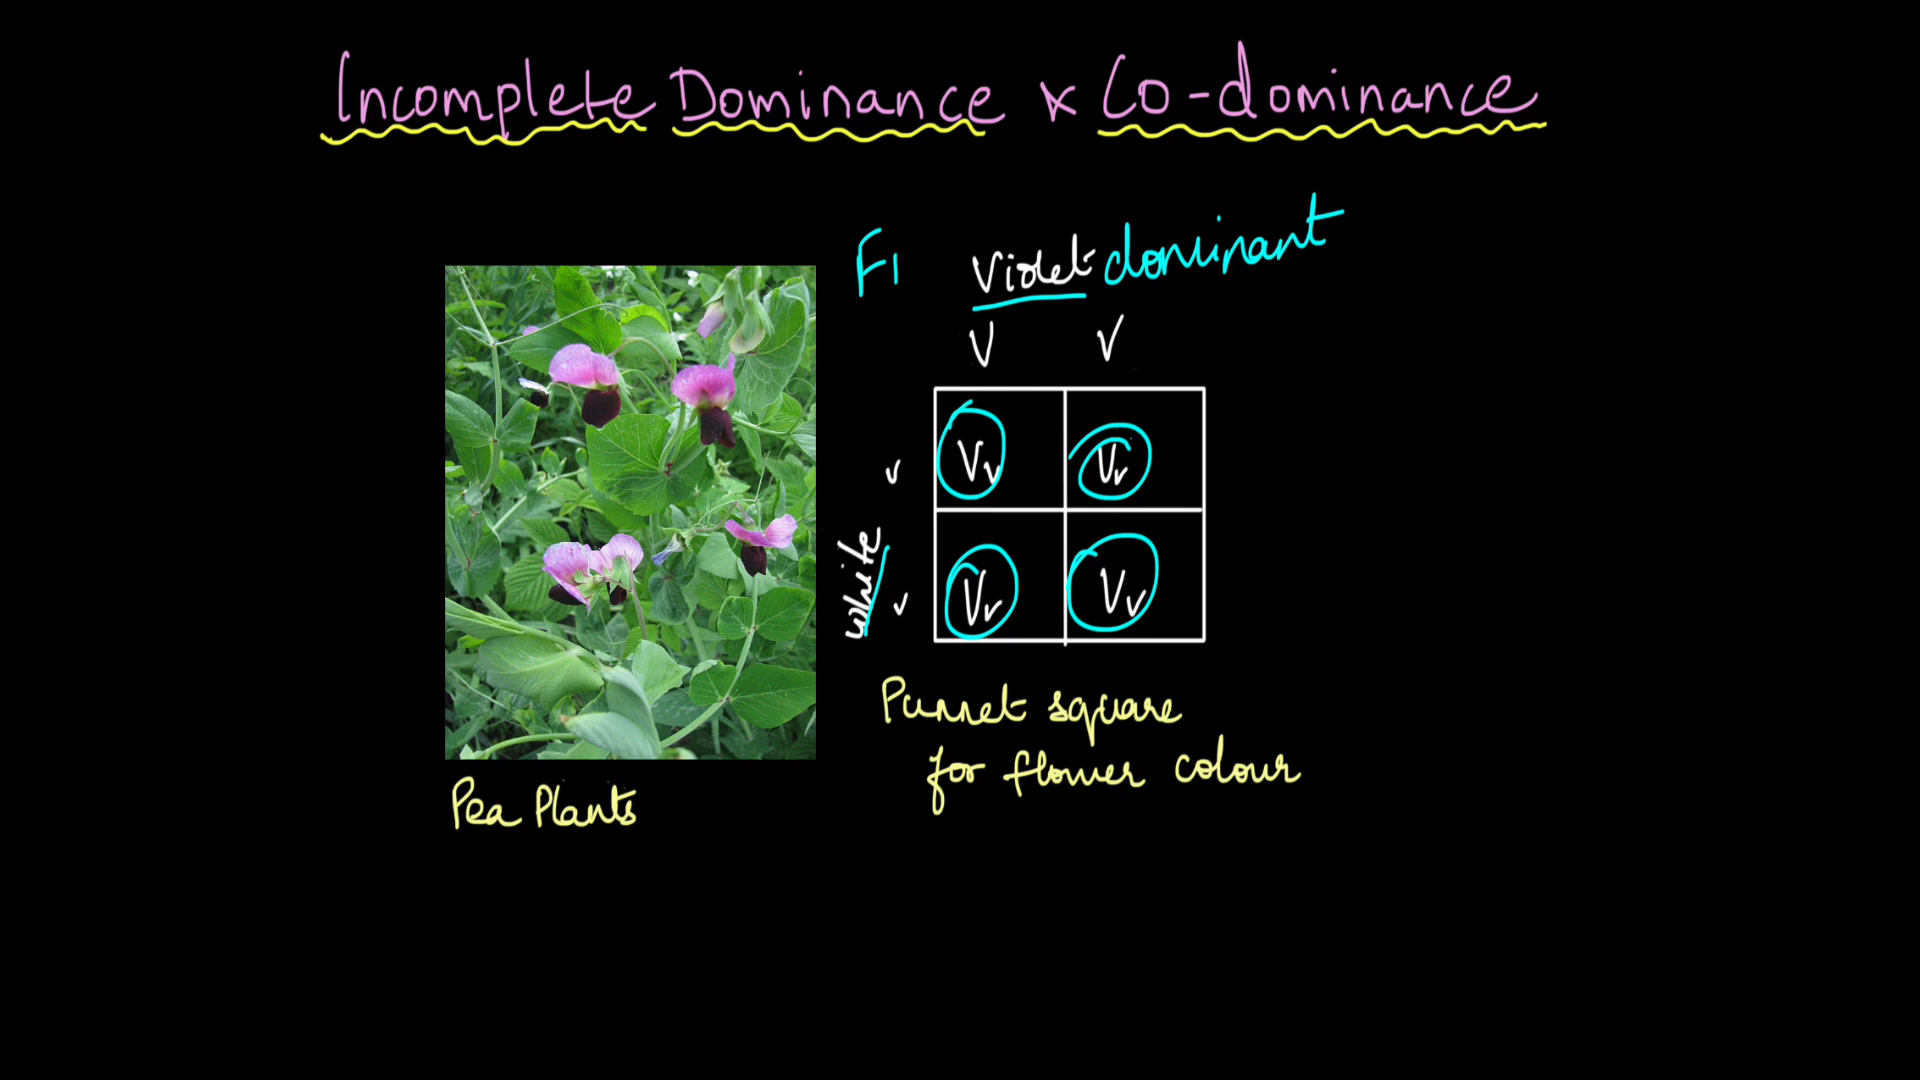 Incomplete Dominance & Co-dominance
F1 Violet dominant
V V
v Vv Vv
white
v Vv Vv
Punnet square
for flower colour
Pea Plants